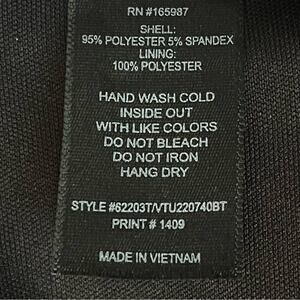 RN #165987
SHELL:
95% POLYESTER 5% SPANDEX
LINING:
100% POLYESTER
HAND WASH COLD
INSIDE OUT
WITH LIKE COLORS
DO NOT BLEACH
DO NOT IRON
HANG DRY
STYLE #62203T/VTU220740BT
PRINT # 1409
MADE IN VIETNAM